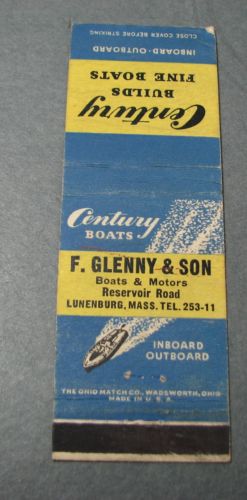 CLOSE COVER BEFORE STRIKING
INBOARD · OUTBOARD
Century
BUILDS
FINE BOATS
Century
BOATS
F. GLENNY & SON
Boats & Motors
Reservoir Road
LUNENBURG, MASS. TEL. 253-11
INBOARD
OUTBOARD
THE OHIO MATCH CO., WADSWORTH, OHIO
MADE IN U. S. A.